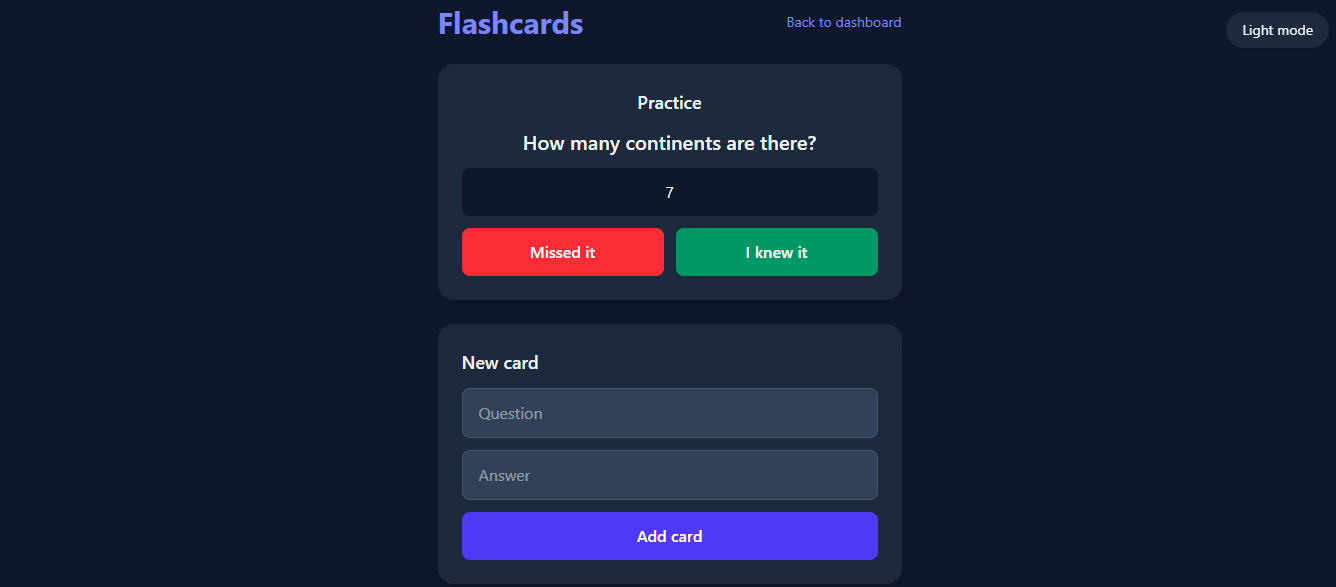 Flashcards
Back to dashboard
Light mode
Practice
How many continents are there?
7
Missed it
I knew it
New card
Question
Answer
Add card